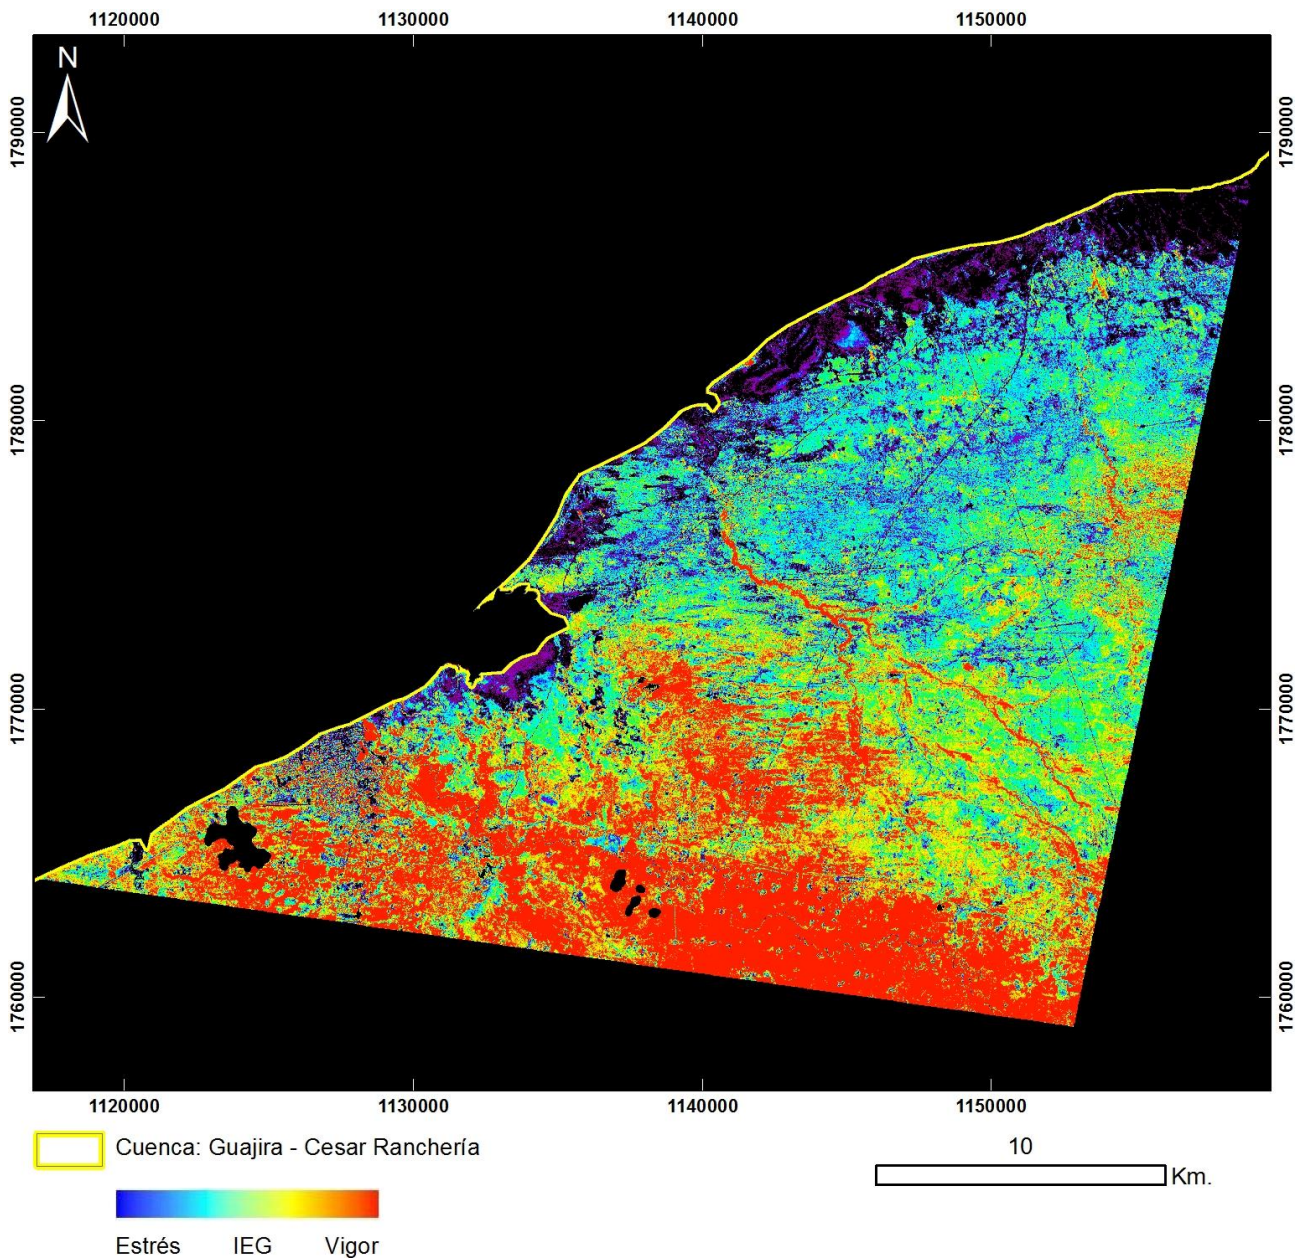 1120000 1130000 1140000 1150000
N
1790000 1790000
1780000 1780000
1770000 1770000
1760000 1760000
1120000 1130000 1140000 1150000
Cuenca: Guajira - Cesar Ranchería
10
Km.
Estrés IEG Vigor